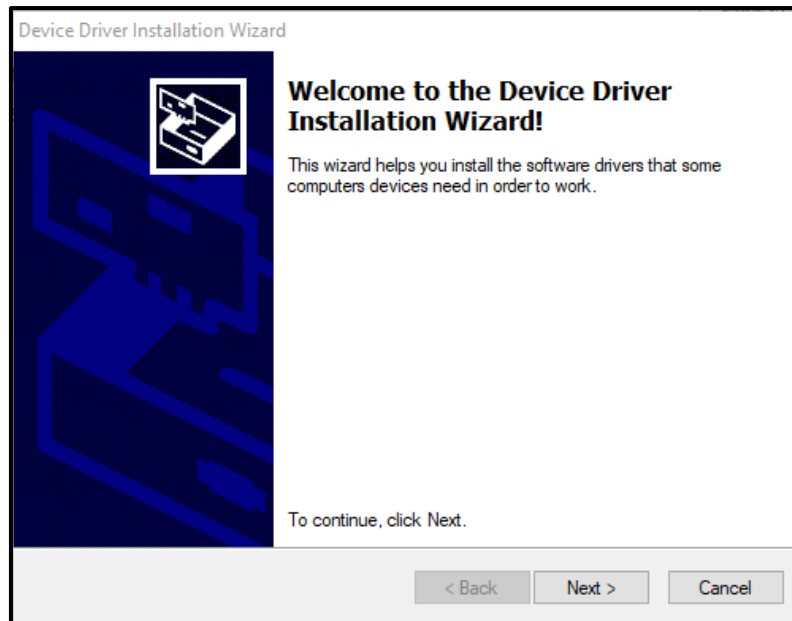 Device Driver Installation Wizard
Welcome to the Device Driver
Installation Wizard!
This wizard helps you install the software drivers that some
computers devices need in order to work.
To continue, click Next.
< Back
Next >
Cancel